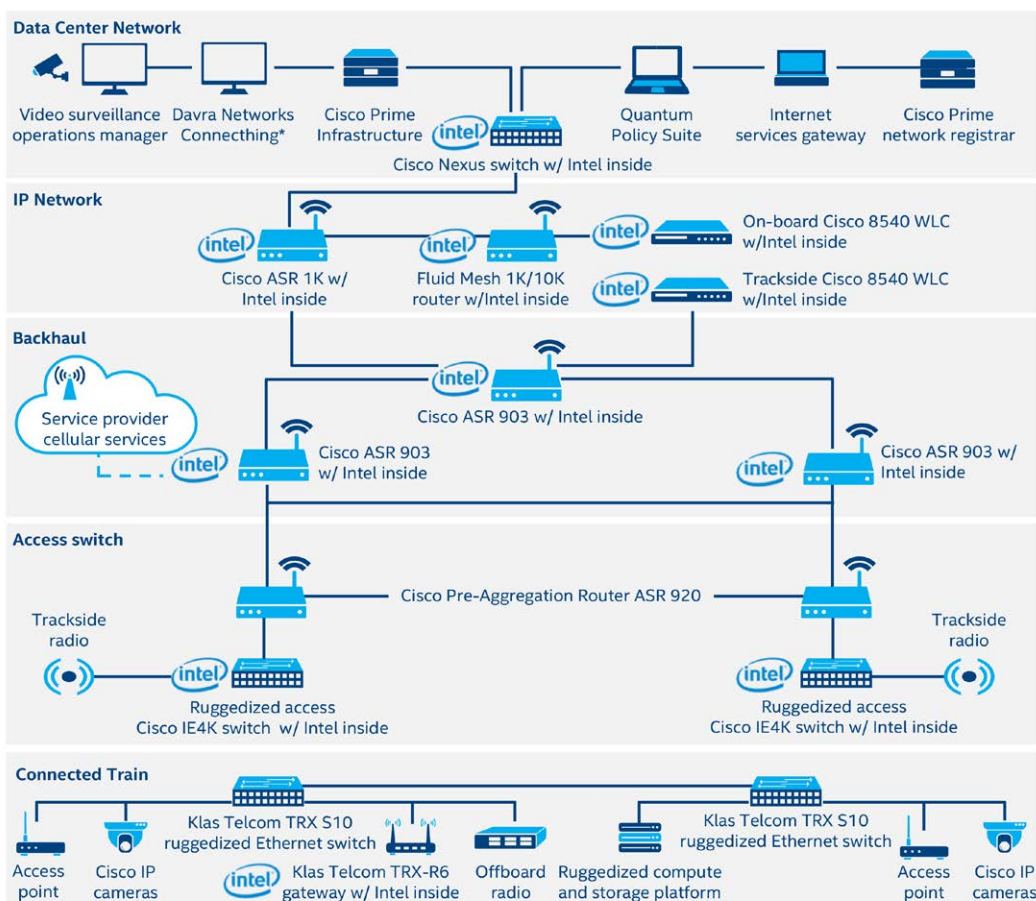 Data Center Network
Video surveillance
operations manager
Davra Networks
Connecthing*
Cisco Prime
Infrastructure
intel
Cisco Nexus switch w/ Intel inside
Quantum
Policy Suite
Internet
services gateway
Cisco Prime
network registrar
IP Network
intel
Cisco ASR 1K w/
Intel inside
intel
Fluid Mesh 1K/10K
router w/Intel inside
intel
On-board Cisco 8540 WLC
w/Intel inside
intel
Trackside Cisco 8540 WLC
w/Intel inside
Backhaul
Service provider
cellular services
intel
Cisco ASR 903 w/ Intel inside
intel
Cisco ASR 903
w/ Intel inside
intel
Cisco ASR 903 w/
Intel inside
Access switch
Cisco Pre-Aggregation Router ASR 920
Trackside
radio
intel
Ruggedized access
Cisco IE4K switch w/ Intel inside
Trackside
radio
intel
Ruggedized access
Cisco IE4K switch w/ Intel inside
Connected Train
Klas Telcom TRX S10
ruggedized Ethernet switch
Klas Telcom TRX S10
ruggedized Ethernet switch
Access
point
Cisco IP
cameras
intel
Klas Telcom TRX-R6
gateway w/ Intel inside
Offboard
radio
Ruggedized compute
and storage platform
Access
point
Cisco IP
cameras